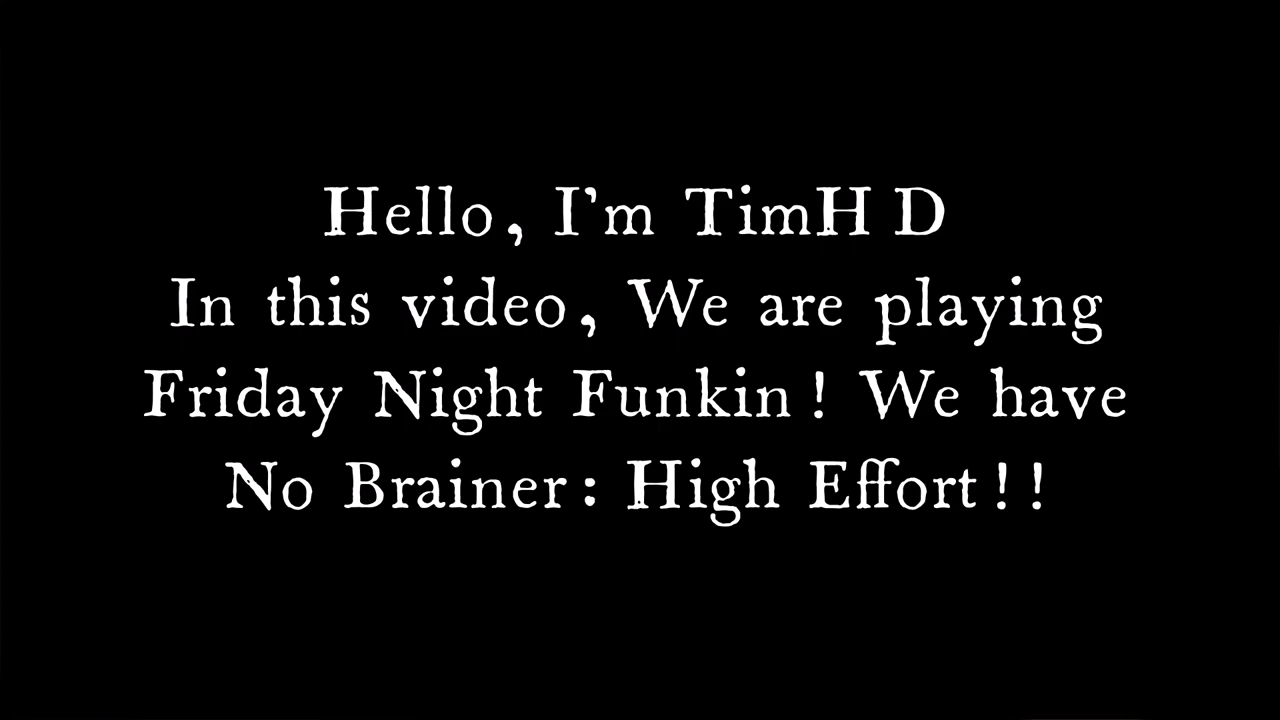 Hello, I'm TimH D
In this video, We are playing
Friday Night Funkin! We have
No Brainer: High Effort!!